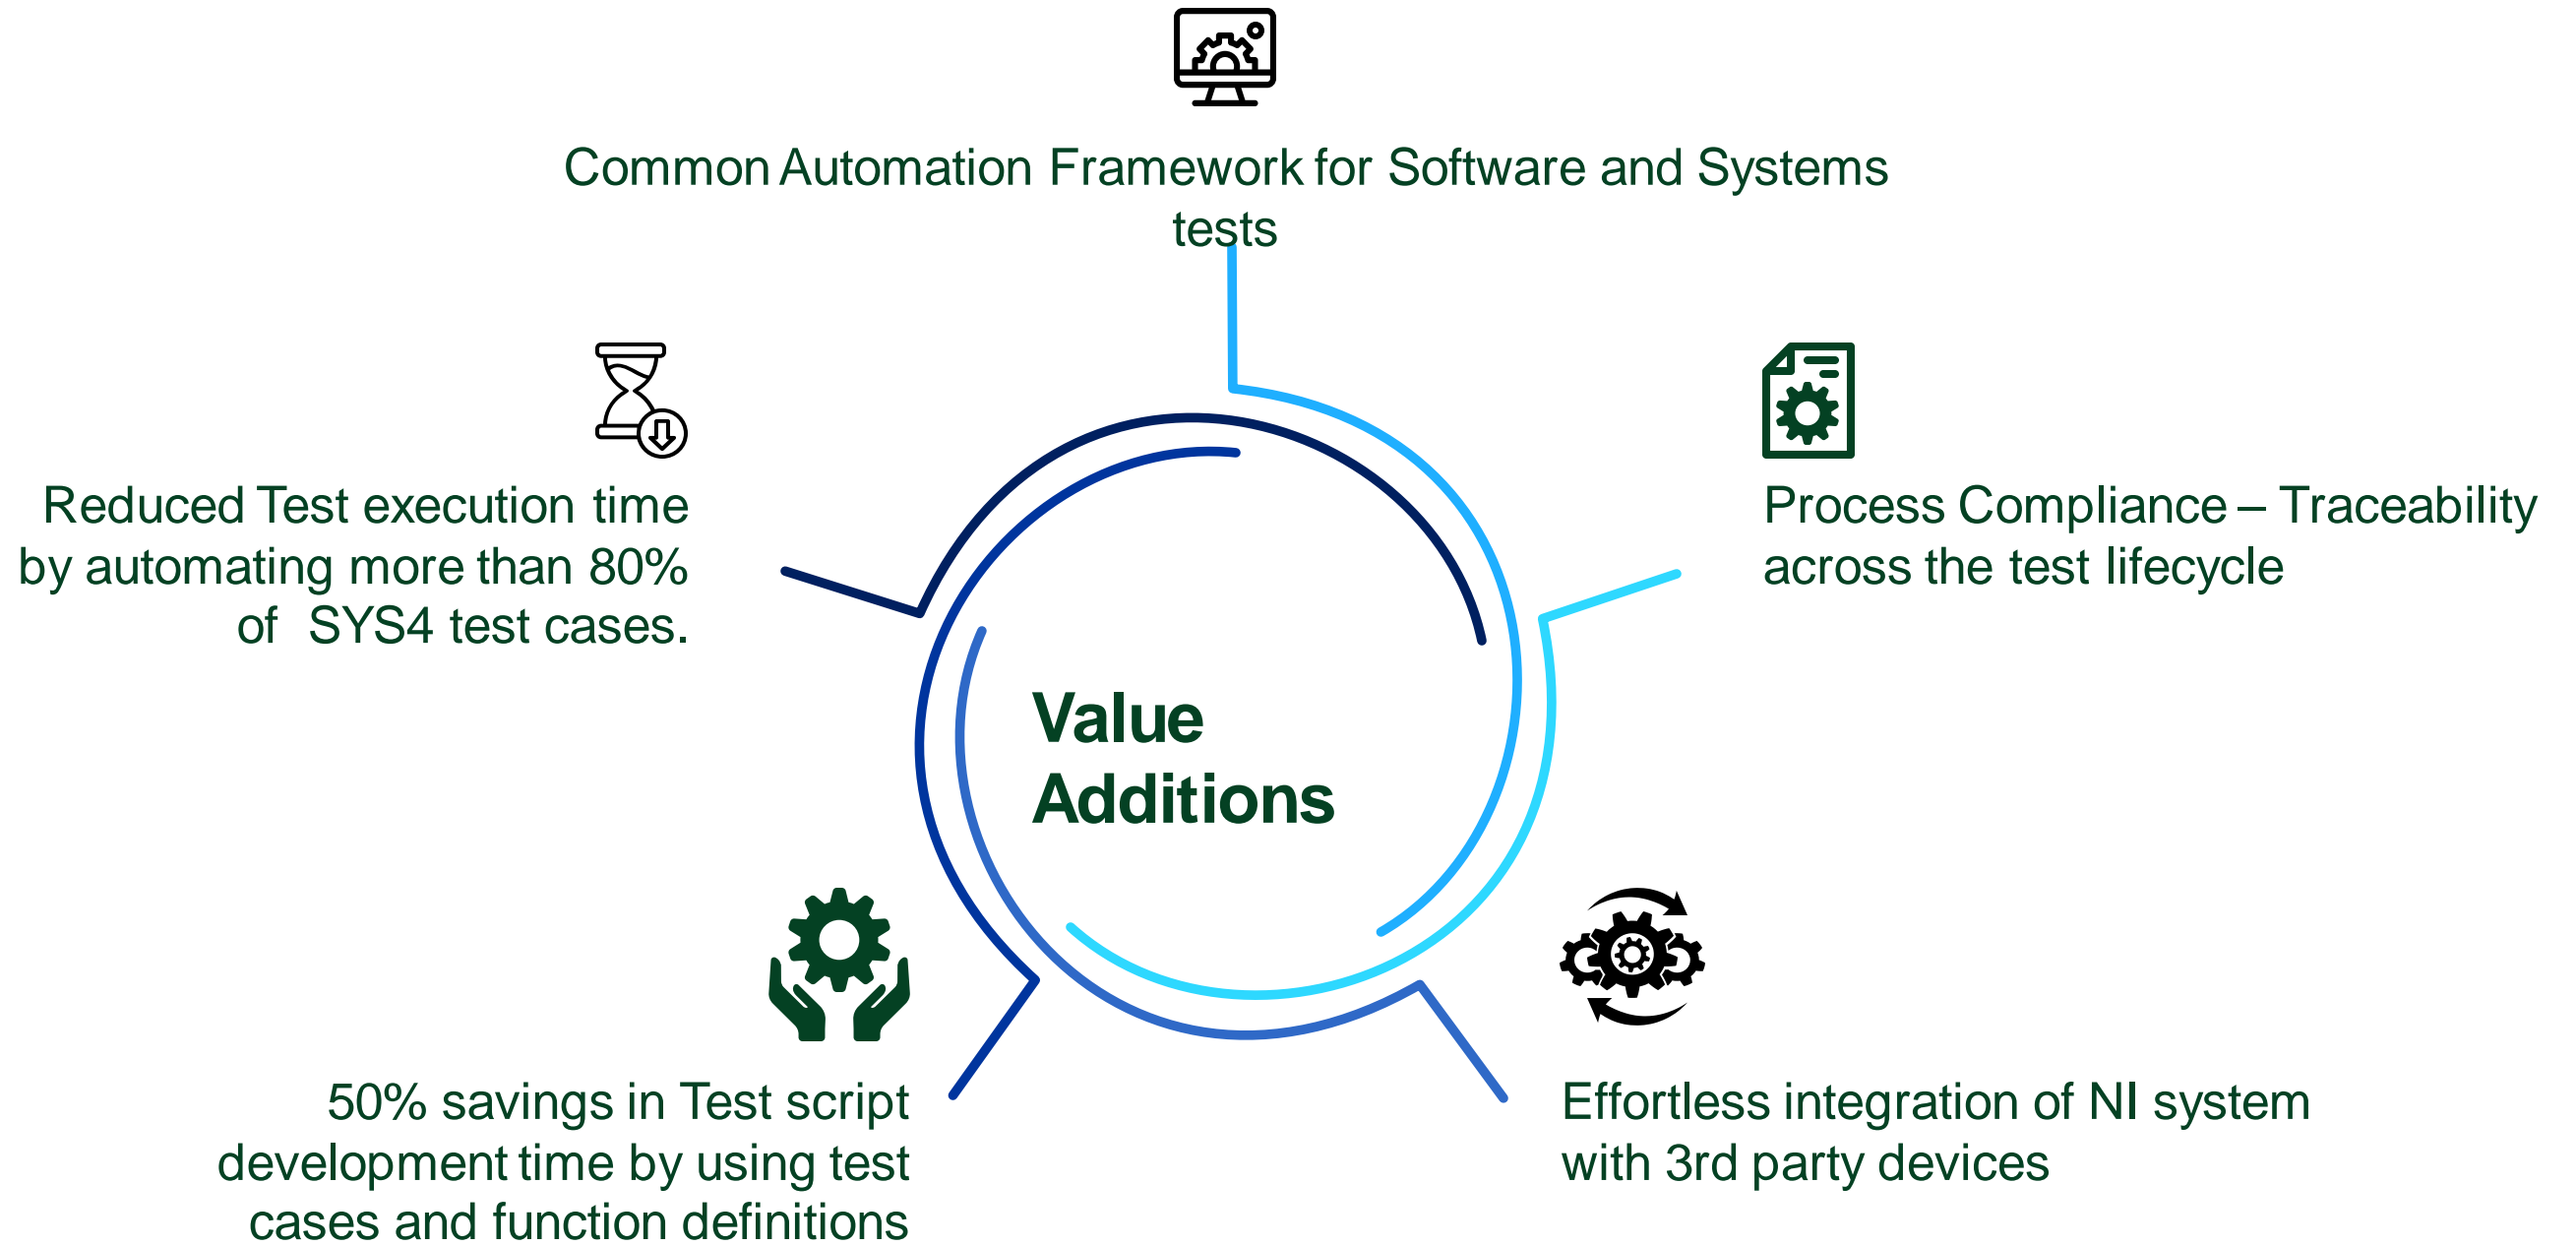 Common Automation Framework for Software and Systems
tests
Reduced Test execution time
by automating more than 80%
of SYS4 test cases.
Process Compliance – Traceability
across the test lifecycle
Value
Additions
50% savings in Test script
development time by using test
cases and function definitions
Effortless integration of NI system
with 3rd party devices